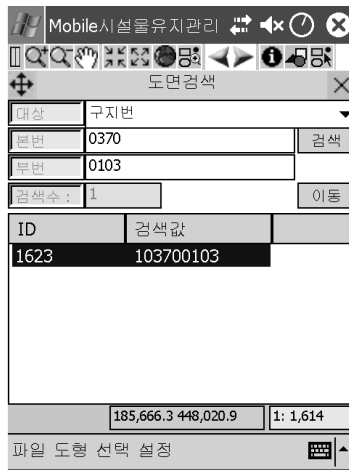 Mobile시설물유지관리
도면검색
대상 구지번
본번 0370 검색
부번 0103
검색수 : 1 이동
ID 검색값
1623 103700103
185,666.3 448,020.9 1: 1,614
파일 도형 선택 설정